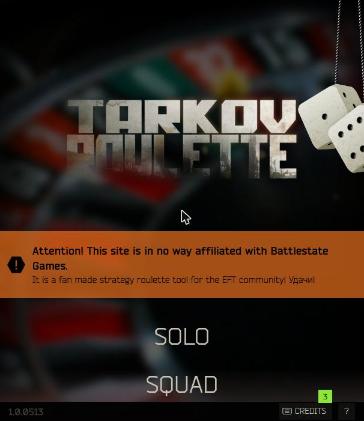 TARKOV
ROULETTE
Attention! This site is in no way affiliated with Battlestate
Games.
It is a fan made strategy roulette tool for the EFT community! Удачи!
SOLO
SQUAD
3
1.0.0513
CREDITS
?